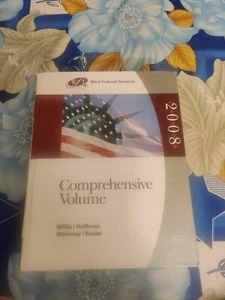 West Federal Taxation
2008
Comprehensive
Volume
Willis / Hoffman
Maloney / Raabe